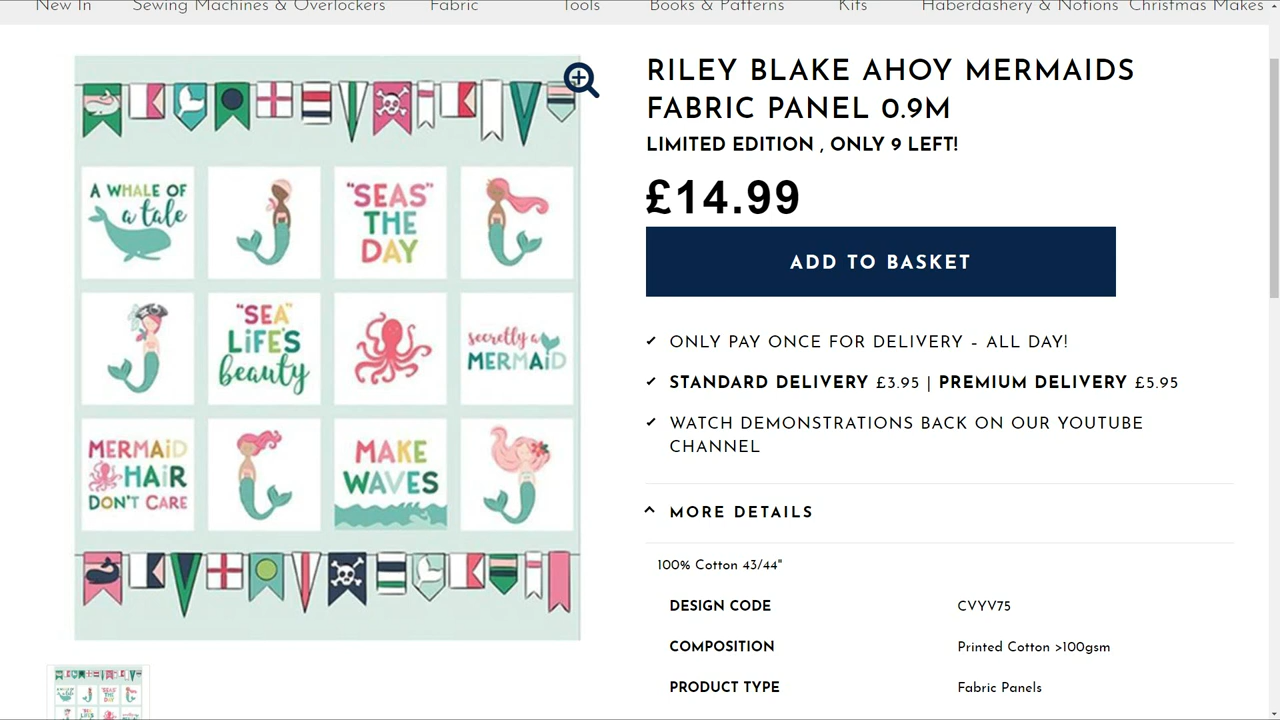 New In Sewing Machines & Overlockers Fabric Tools Books & Patterns Kits Haberdashery & Notions Christmas Makes
A WHALE OF
a tale
"SEAS"
THE
DAY
"SEA"
LIFE'S
beauty
secretly a
MERMAID
MERMAID
HAIR
DON'T CARE
MAKE
WAVES
RILEY BLAKE AHOY MERMAIDS
FABRIC PANEL 0.9M
LIMITED EDITION , ONLY 9 LEFT!
£14.99
ADD TO BASKET
ONLY PAY ONCE FOR DELIVERY – ALL DAY!
STANDARD DELIVERY £3.95 | PREMIUM DELIVERY £5.95
WATCH DEMONSTRATIONS BACK ON OUR YOUTUBE
CHANNEL
MORE DETAILS
100% Cotton 43/44"
DESIGN CODE CVYV75
COMPOSITION Printed Cotton >100gsm
PRODUCT TYPE Fabric Panels